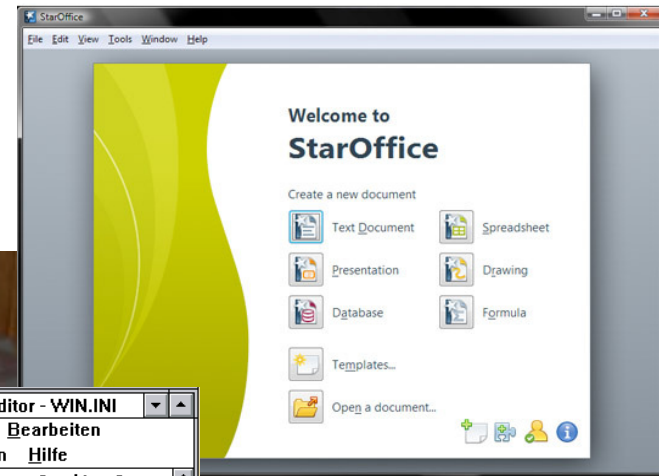 StarOffice
File Edit View Tools Window Help
Welcome to
StarOffice
Create a new document
Text Document Spreadsheet
Presentation Drawing
Database Formula
Templates...
Open a document...
ditor - WIN.INI
Bearbeiten
n Hilfe